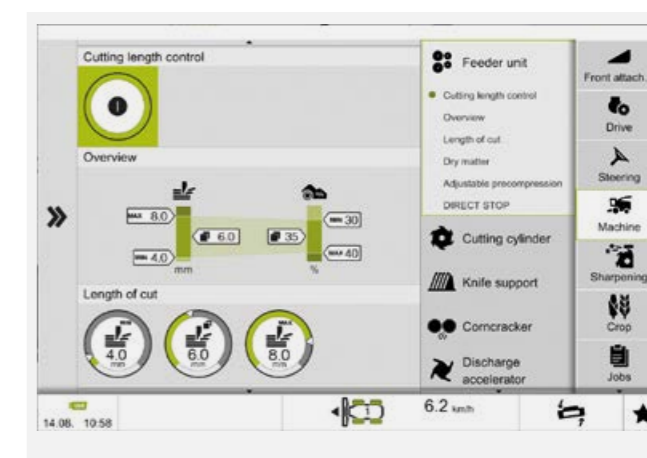 Cutting length control
Overview
MAX 8.0
6.0
MIN 4.0
mm
MIN 30
35
MAX 40
%
Length of cut
MIN
4.0
mm
6.0
mm
MAX
8.0
mm
Feeder unit
Cutting length control
Overview
Length of cut
Dry matter
Adjustable precompression
DIRECT STOP
Cutting cylinder
Knife support
Corncracker
Discharge
accelerator
Front attach.
Drive
Steering
Machine
Sharpening
Crop
Jobs
14.08. 10:58
1
6.2 km/h